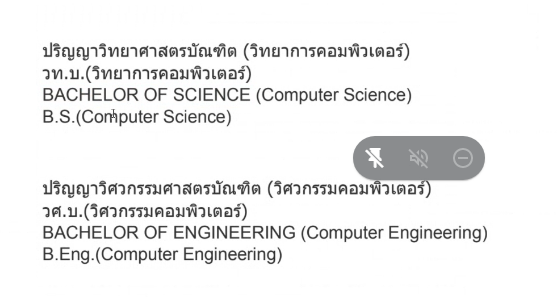 ปริญญาวิทยาศาสตรบัณฑิต (วิทยาการคอมพิวเตอร์)
วท.บ.(วิทยาการคอมพิวเตอร์)
BACHELOR OF SCIENCE (Computer Science)
B.S.(Computer Science)
ปริญญาวิศวกรรมศาสตรบัณฑิต (วิศวกรรมคอมพิวเตอร์)
วศ.บ.(วิศวกรรมคอมพิวเตอร์)
BACHELOR OF ENGINEERING (Computer Engineering)
B.Eng.(Computer Engineering)